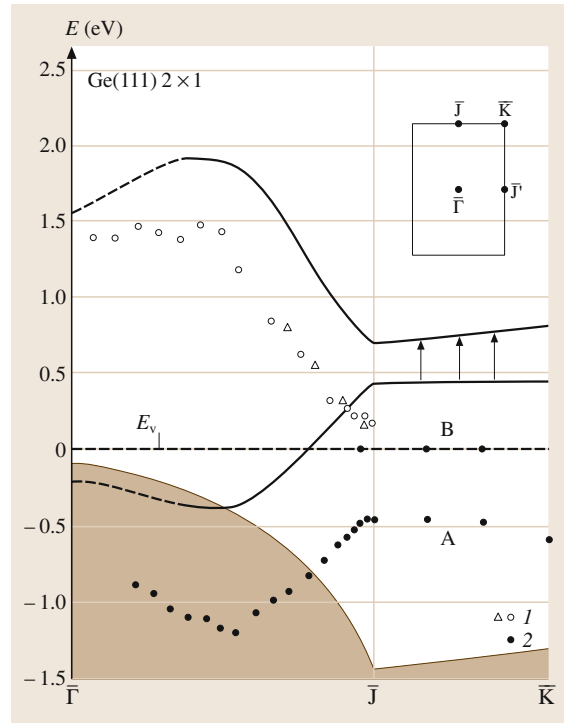 E (eV)
2.5
Ge(111) 2 × 1
J̄ K̄
2.0
Γ̄ J̄'
1.5
1.0
0.5
E_v
B
0
– 0.5
A
– 1.0
1
2
– 1.5
Γ̄ J̄ K̄